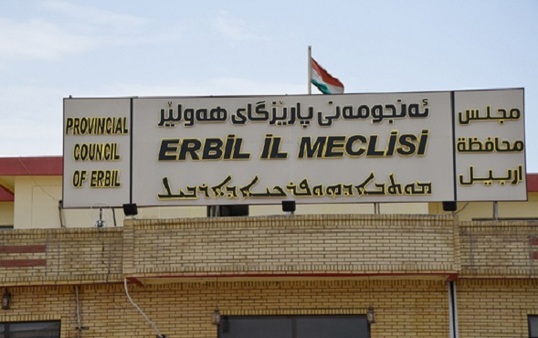 PROVINCIAL
COUNCIL
OF ERBIL
ئەنجومەنی پارێزگای هەولێر
ERBİL İL MECLİSİ
مجلس
محافظة
اربيل